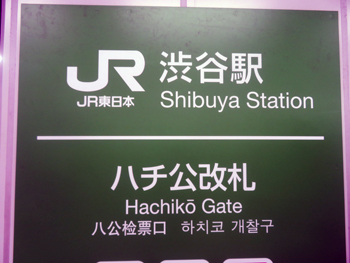 JR 渋谷駅
JR東日本 Shibuya Station
ハチ公改札
Hachikō Gate
八公检票口 하치코 개찰구